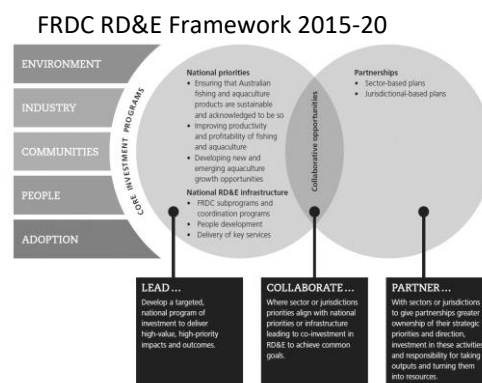 FRDC RD&E Framework 2015-20
ENVIRONMENT
INDUSTRY
COMMUNITIES
PEOPLE
ADOPTION
CORE INVESTMENT PROGRAMS
National priorities
• Ensuring that Australian
fishing and aquaculture
products are sustainable
and acknowledged to be so
• Improving productivity
and profitability of fishing
and aquaculture
• Developing new and
emerging aquaculture
growth opportunities
National RD&E infrastructure
• FRDC subprograms and
coordination programs
• People development
• Delivery of key services
Collaborative opportunities
Partnerships
• Sector-based plans
• Jurisdictional-based plans
LEAD...
Develop a targeted,
national program of
investment to deliver
high-value, high-priority
impacts and outcomes.
COLLABORATE...
Where sector or jurisdictions
priorities align with national
priorities or infrastructure
leading to co-investment in
RD&E to achieve common
goals.
PARTNER...
With sectors or jurisdictions
to give partnerships greater
ownership of their strategic
priorities and direction,
investment in these activities
and responsibility for taking
outputs and turning them
into resources.